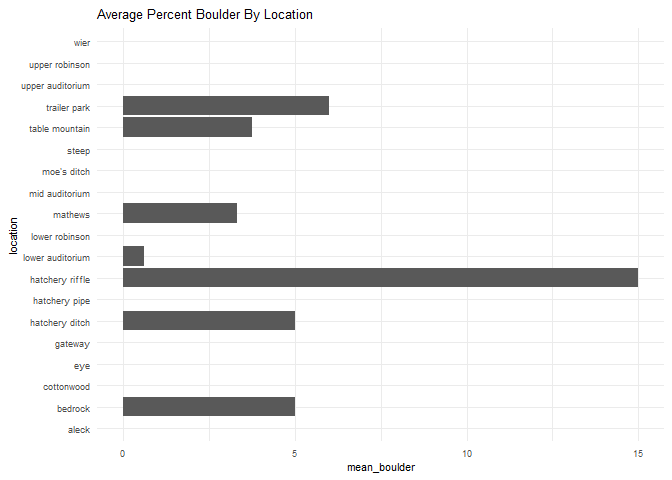 Average Percent Boulder By Location
wier
upper robinson
upper auditorium
trailer park
table mountain
steep
moe's ditch
mid auditorium
mathews
lower robinson
lower auditorium
hatchery riffle
hatchery pipe
hatchery ditch
gateway
eye
cottonwood
bedrock
aleck
location
0 5 10 15
mean_boulder